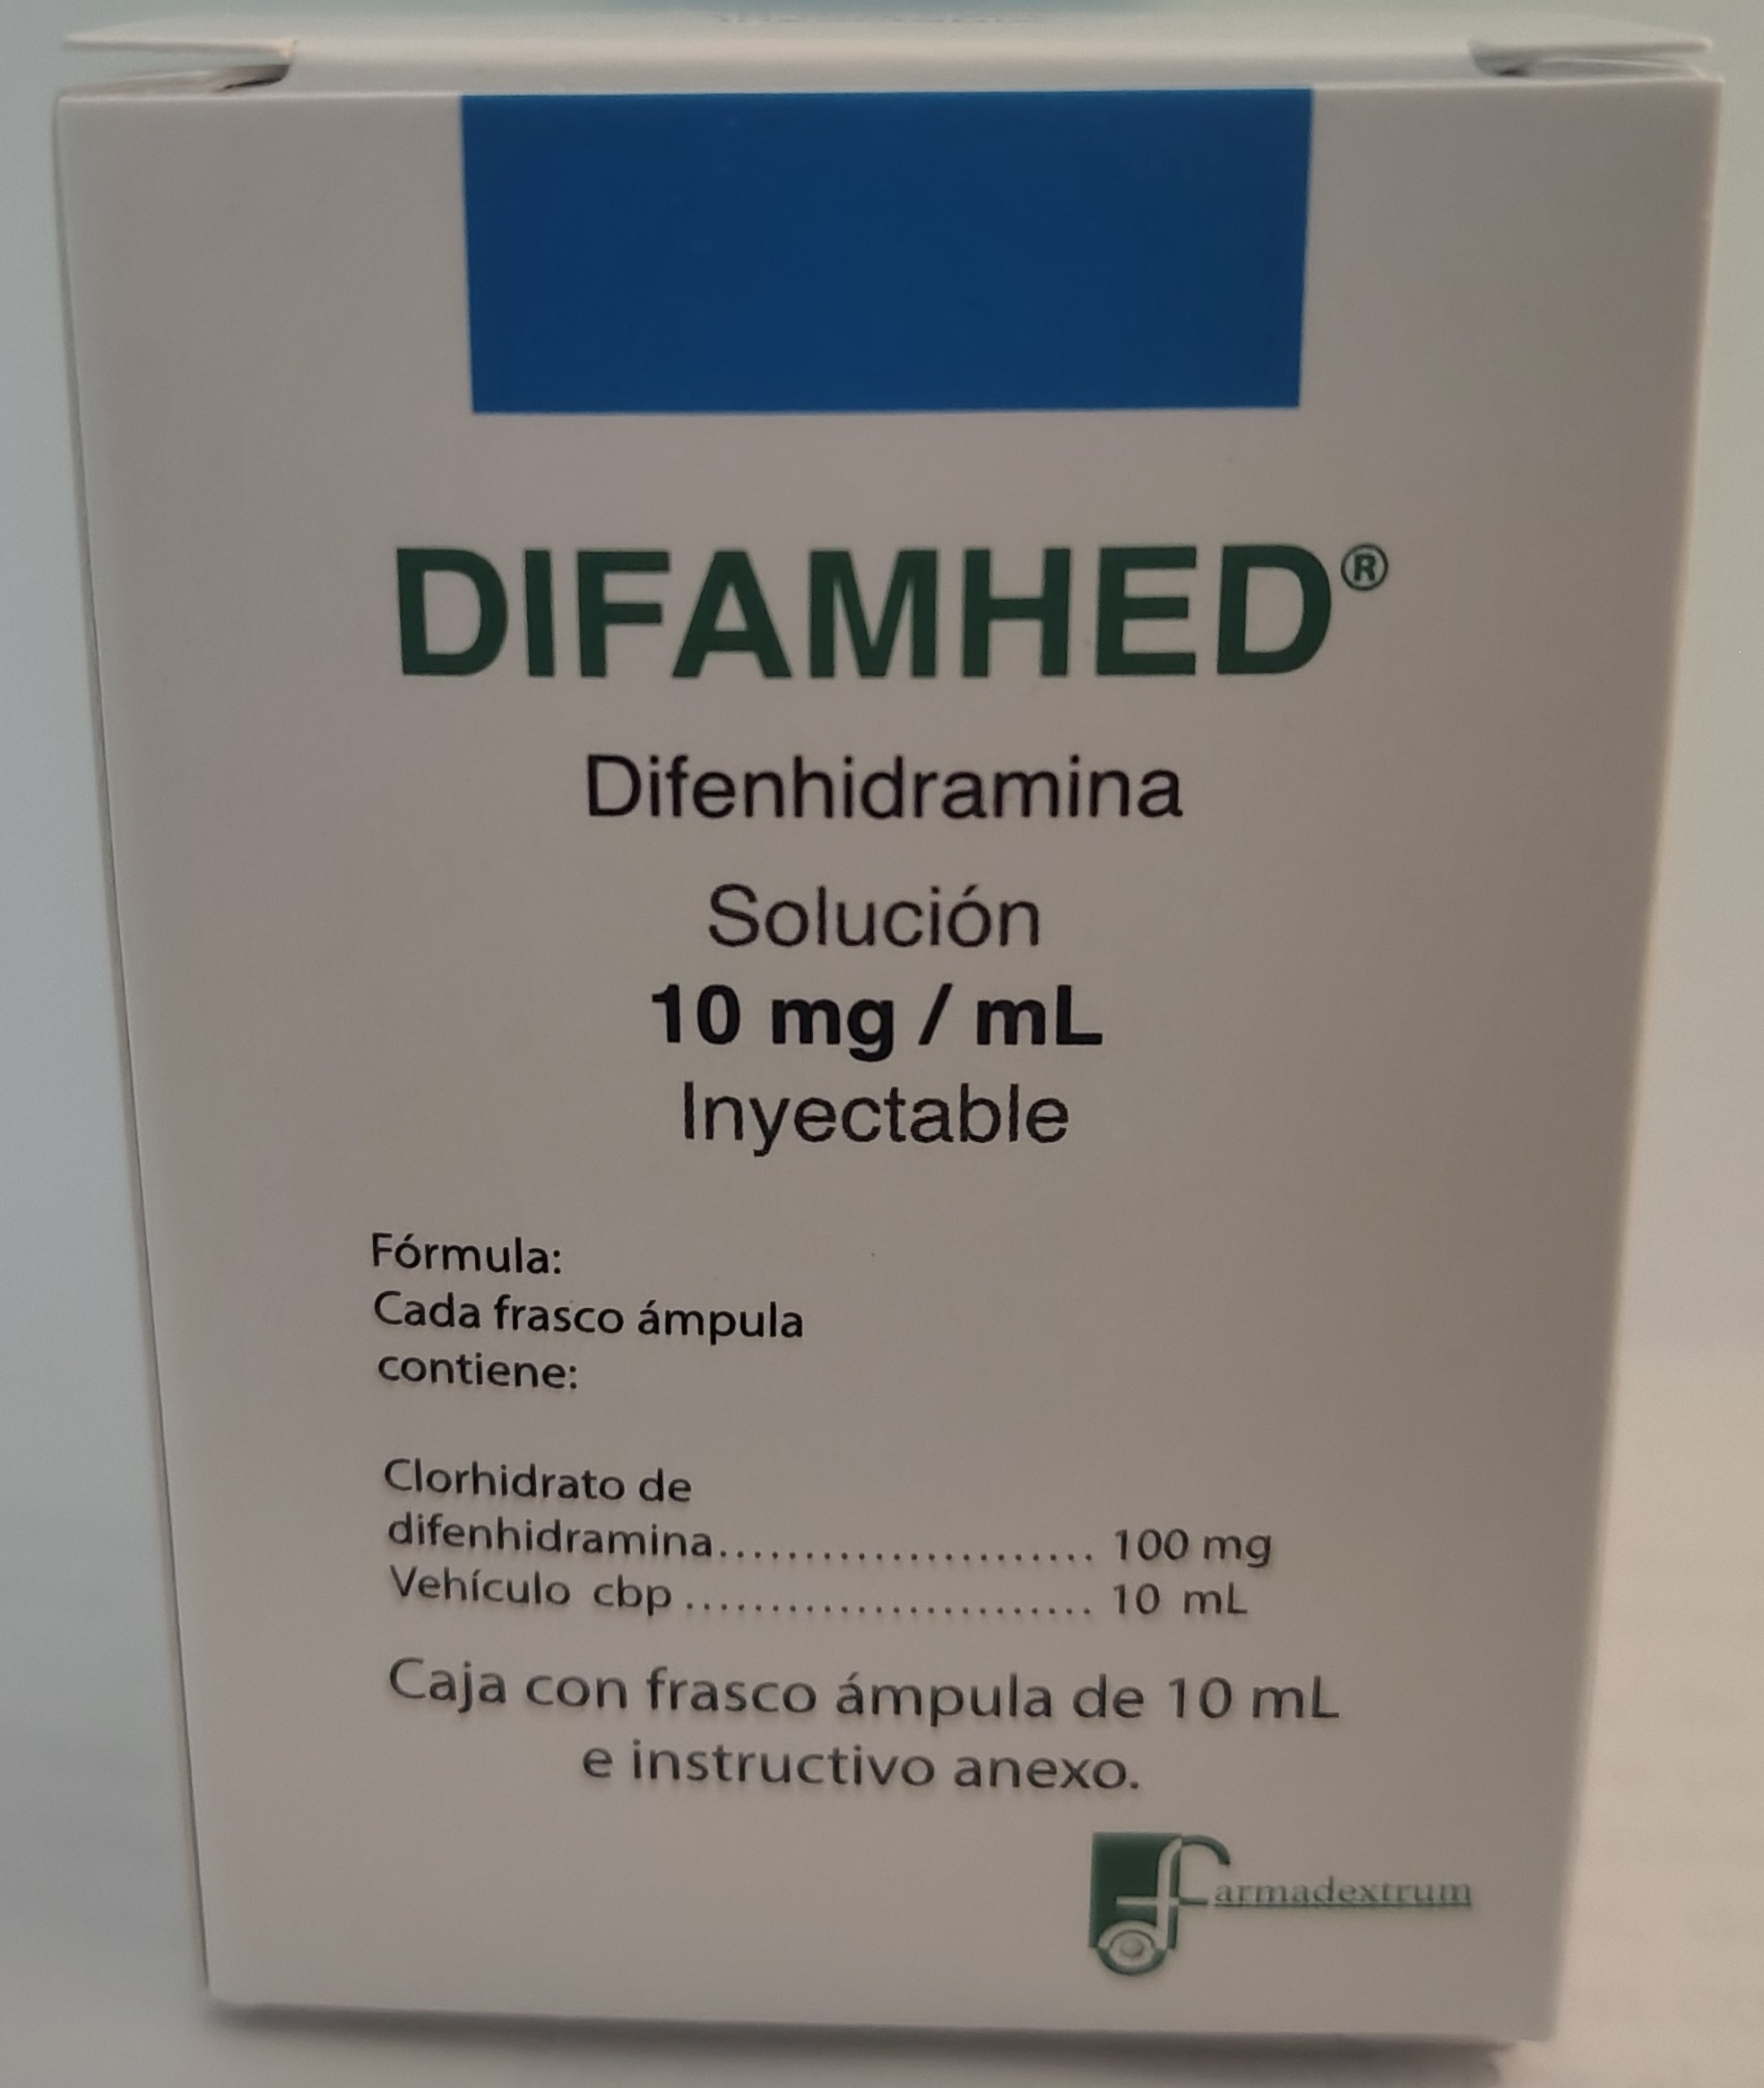 DIFAMHED®
Difenhidramina
Solución
10 mg / mL
Inyectable
Fórmula:
Cada frasco ámpula
contiene:
Clorhidrato de
difenhidramina...................... 100 mg
Vehículo cbp........................ 10 mL
Caja con frasco ámpula de 10 mL
e instructivo anexo.
farmadextrum